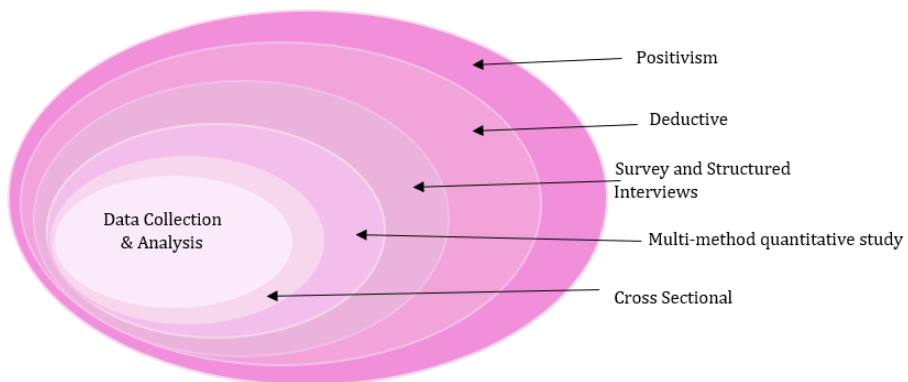 Positivism
Deductive
Survey and Structured
Interviews
Data Collection
& Analysis
Multi-method quantitative study
Cross Sectional